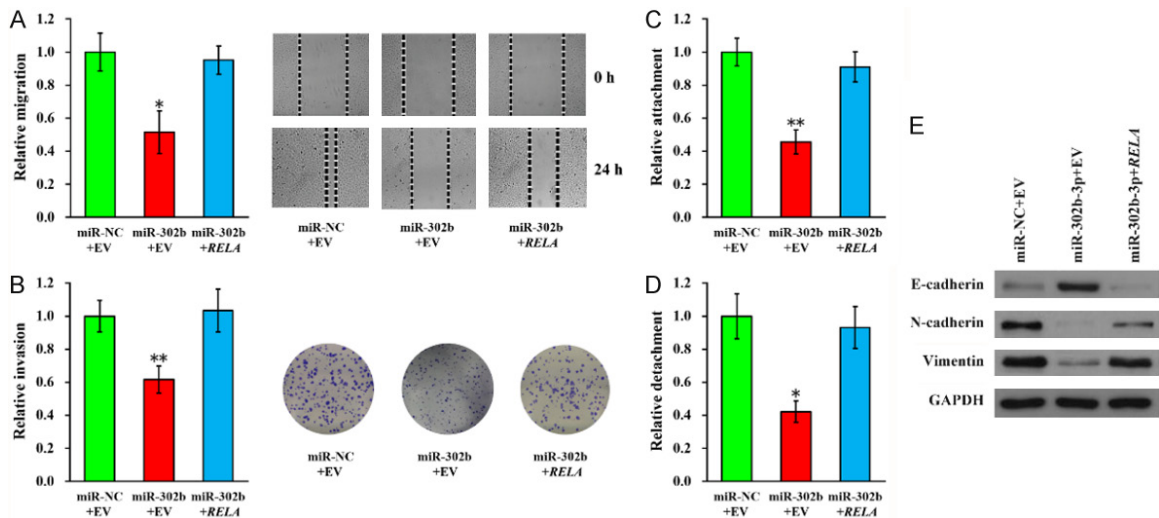 A
Relative migration
1.2
1.0
0.8
0.6
0.4
0.2
0.0
*
miR-NC +EV
miR-302b +EV
miR-302b +RELA
0 h
24 h
miR-NC +EV
miR-302b +EV
miR-302b +RELA
B
Relative invasion
1.2
1.0
0.8
0.6
0.4
0.2
0.0
**
miR-NC +EV
miR-302b +EV
miR-302b +RELA
miR-NC +EV
miR-302b +EV
miR-302b +RELA
C
Relative attachment
1.2
1.0
0.8
0.6
0.4
0.2
0.0
**
miR-NC +EV
miR-302b +EV
miR-302b +RELA
D
Relative detachment
1.2
1.0
0.8
0.6
0.4
0.2
0.0
*
miR-NC +EV
miR-302b +EV
miR-302b +RELA
E
miR-NC+EV
miR-302b-3p+EV
miR-302b-3p+RELA
E-cadherin
N-cadherin
Vimentin
GAPDH